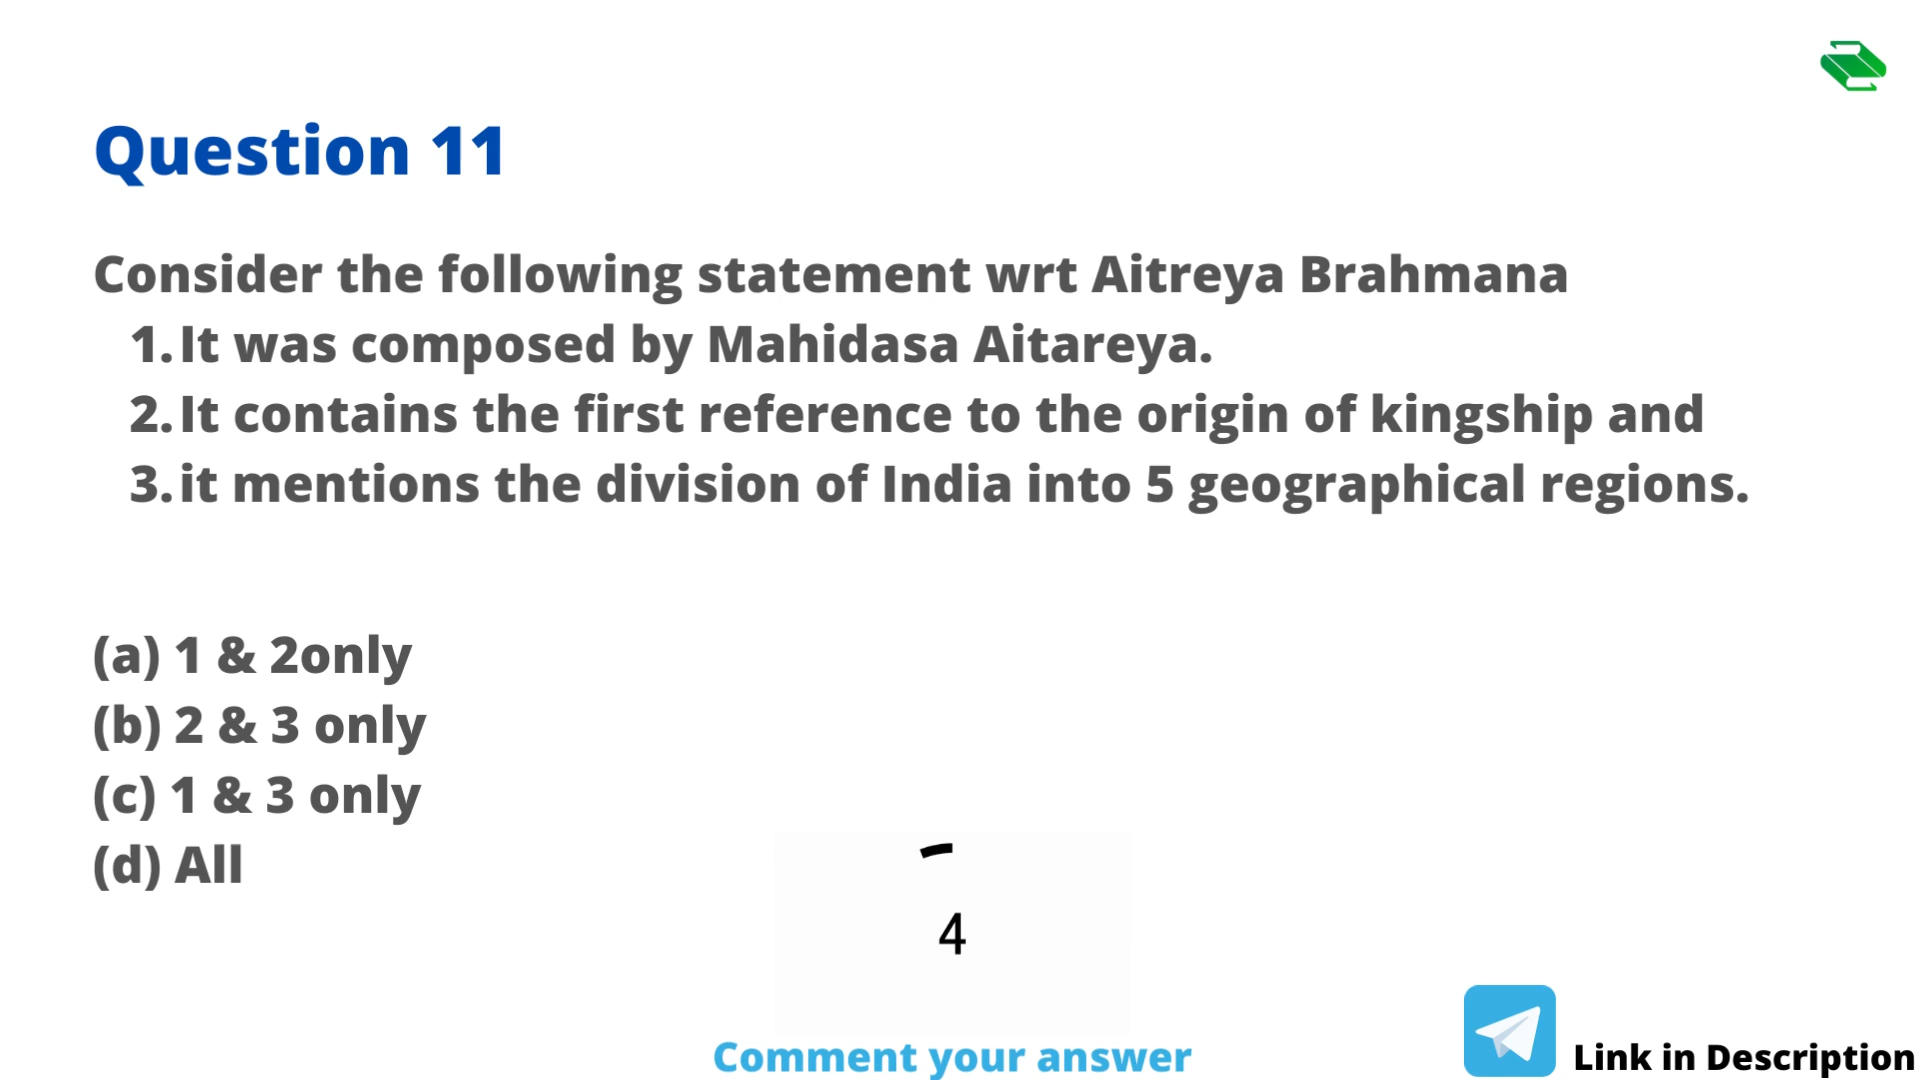 Question 11
Consider the following statement wrt Aitreya Brahmana
1. It was composed by Mahidasa Aitareya.
2. It contains the first reference to the origin of kingship and
3. it mentions the division of India into 5 geographical regions.
(a) 1 & 2only
(b) 2 & 3 only
(c) 1 & 3 only
(d) All
4
Comment your answer
Link in Description